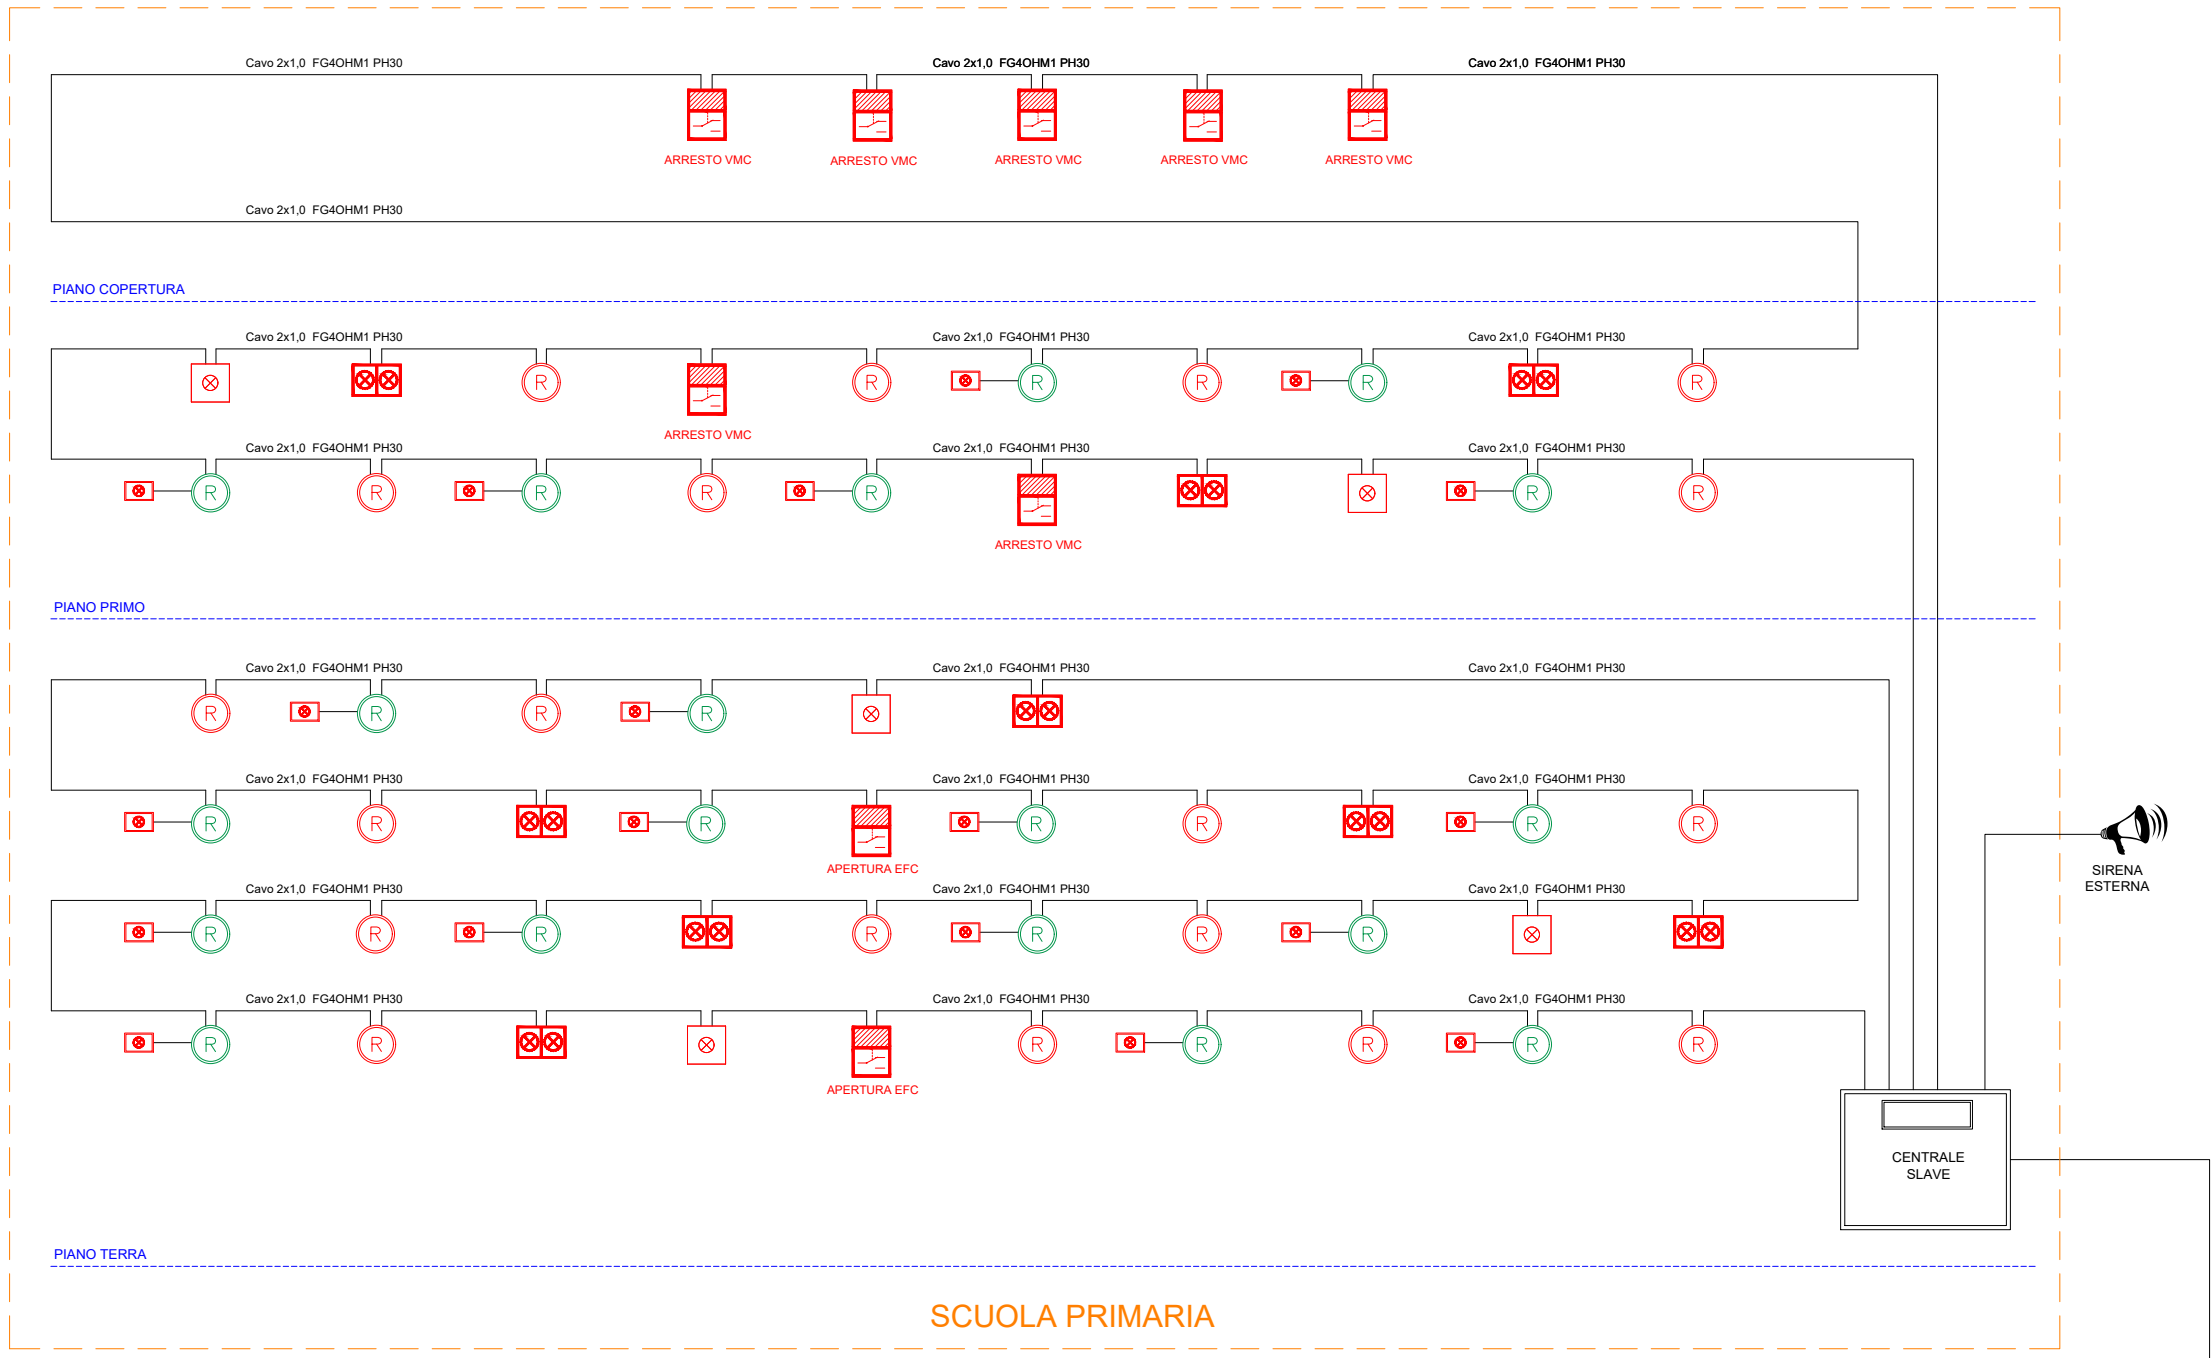 Cavo 2x1,0 FG4OHM1 PH30 Cavo 2x1,0 FG4OHM1 PH30 Cavo 2x1,0 FG4OHM1 PH30
ARRESTO VMC ARRESTO VMC ARRESTO VMC ARRESTO VMC ARRESTO VMC
Cavo 2x1,0 FG4OHM1 PH30
PIANO COPERTURA
Cavo 2x1,0 FG4OHM1 PH30 Cavo 2x1,0 FG4OHM1 PH30 Cavo 2x1,0 FG4OHM1 PH30
R R R R R R
ARRESTO VMC
Cavo 2x1,0 FG4OHM1 PH30 Cavo 2x1,0 FG4OHM1 PH30 Cavo 2x1,0 FG4OHM1 PH30
R R R R R R R
ARRESTO VMC
PIANO PRIMO
Cavo 2x1,0 FG4OHM1 PH30 Cavo 2x1,0 FG4OHM1 PH30 Cavo 2x1,0 FG4OHM1 PH30
R R R R
Cavo 2x1,0 FG4OHM1 PH30 Cavo 2x1,0 FG4OHM1 PH30 Cavo 2x1,0 FG4OHM1 PH30
R R R R R R R
APERTURA EFC
SIRENA
ESTERNA
Cavo 2x1,0 FG4OHM1 PH30 Cavo 2x1,0 FG4OHM1 PH30 Cavo 2x1,0 FG4OHM1 PH30
R R R R R R R
Cavo 2x1,0 FG4OHM1 PH30 Cavo 2x1,0 FG4OHM1 PH30 Cavo 2x1,0 FG4OHM1 PH30
R R R R R R R
APERTURA EFC
CENTRALE
SLAVE
PIANO TERRA
SCUOLA PRIMARIA